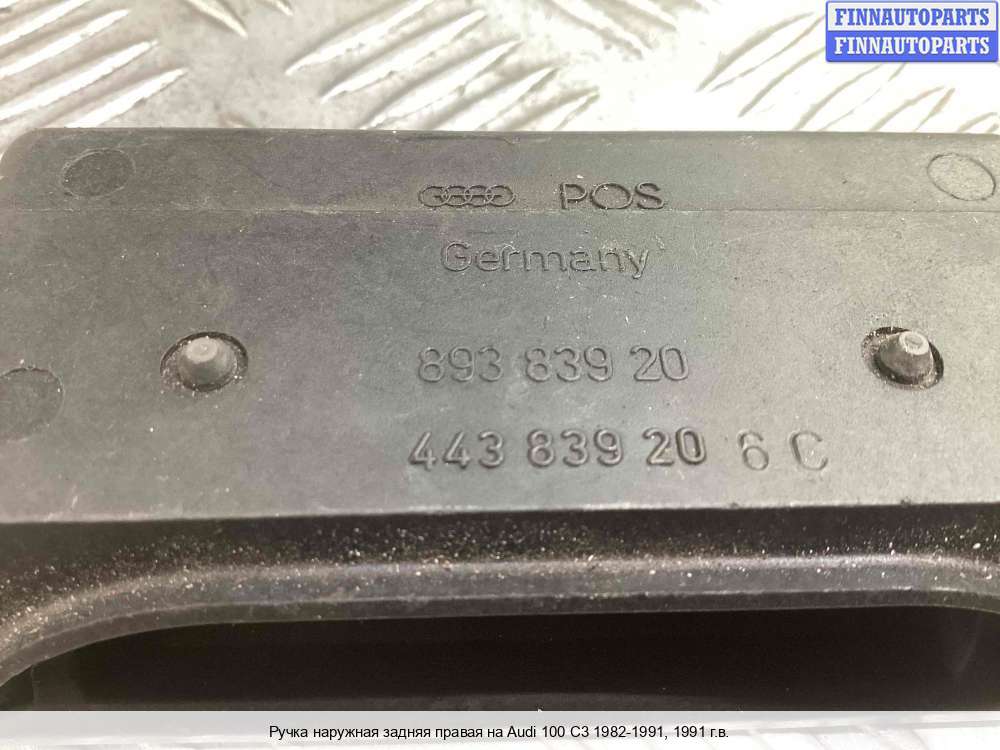 FINNAUTOPARTS
FINNAUTOPARTS
POS
Germany
893 839 20
443 839 20 6 C
Ручка наружная задняя правая на Audi 100 C3 1982-1991, 1991 г.в.